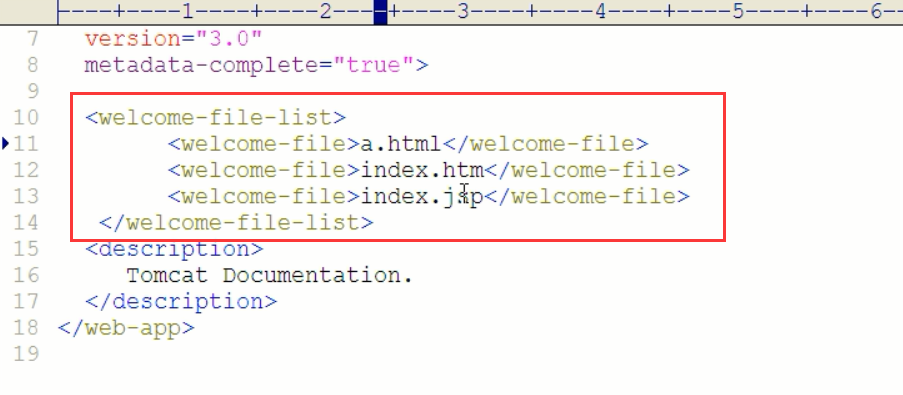 |----+----1----+----2----+----3----+----4----+----5----+----6--
7 version="3.0"
8 metadata-complete="true">
9
10 <welcome-file-list>
11 <welcome-file>a.html</welcome-file>
12 <welcome-file>index.htm</welcome-file>
13 <welcome-file>index.jsp</welcome-file>
14 </welcome-file-list>
15 <description>
16 Tomcat Documentation.
17 </description>
18 </web-app>
19